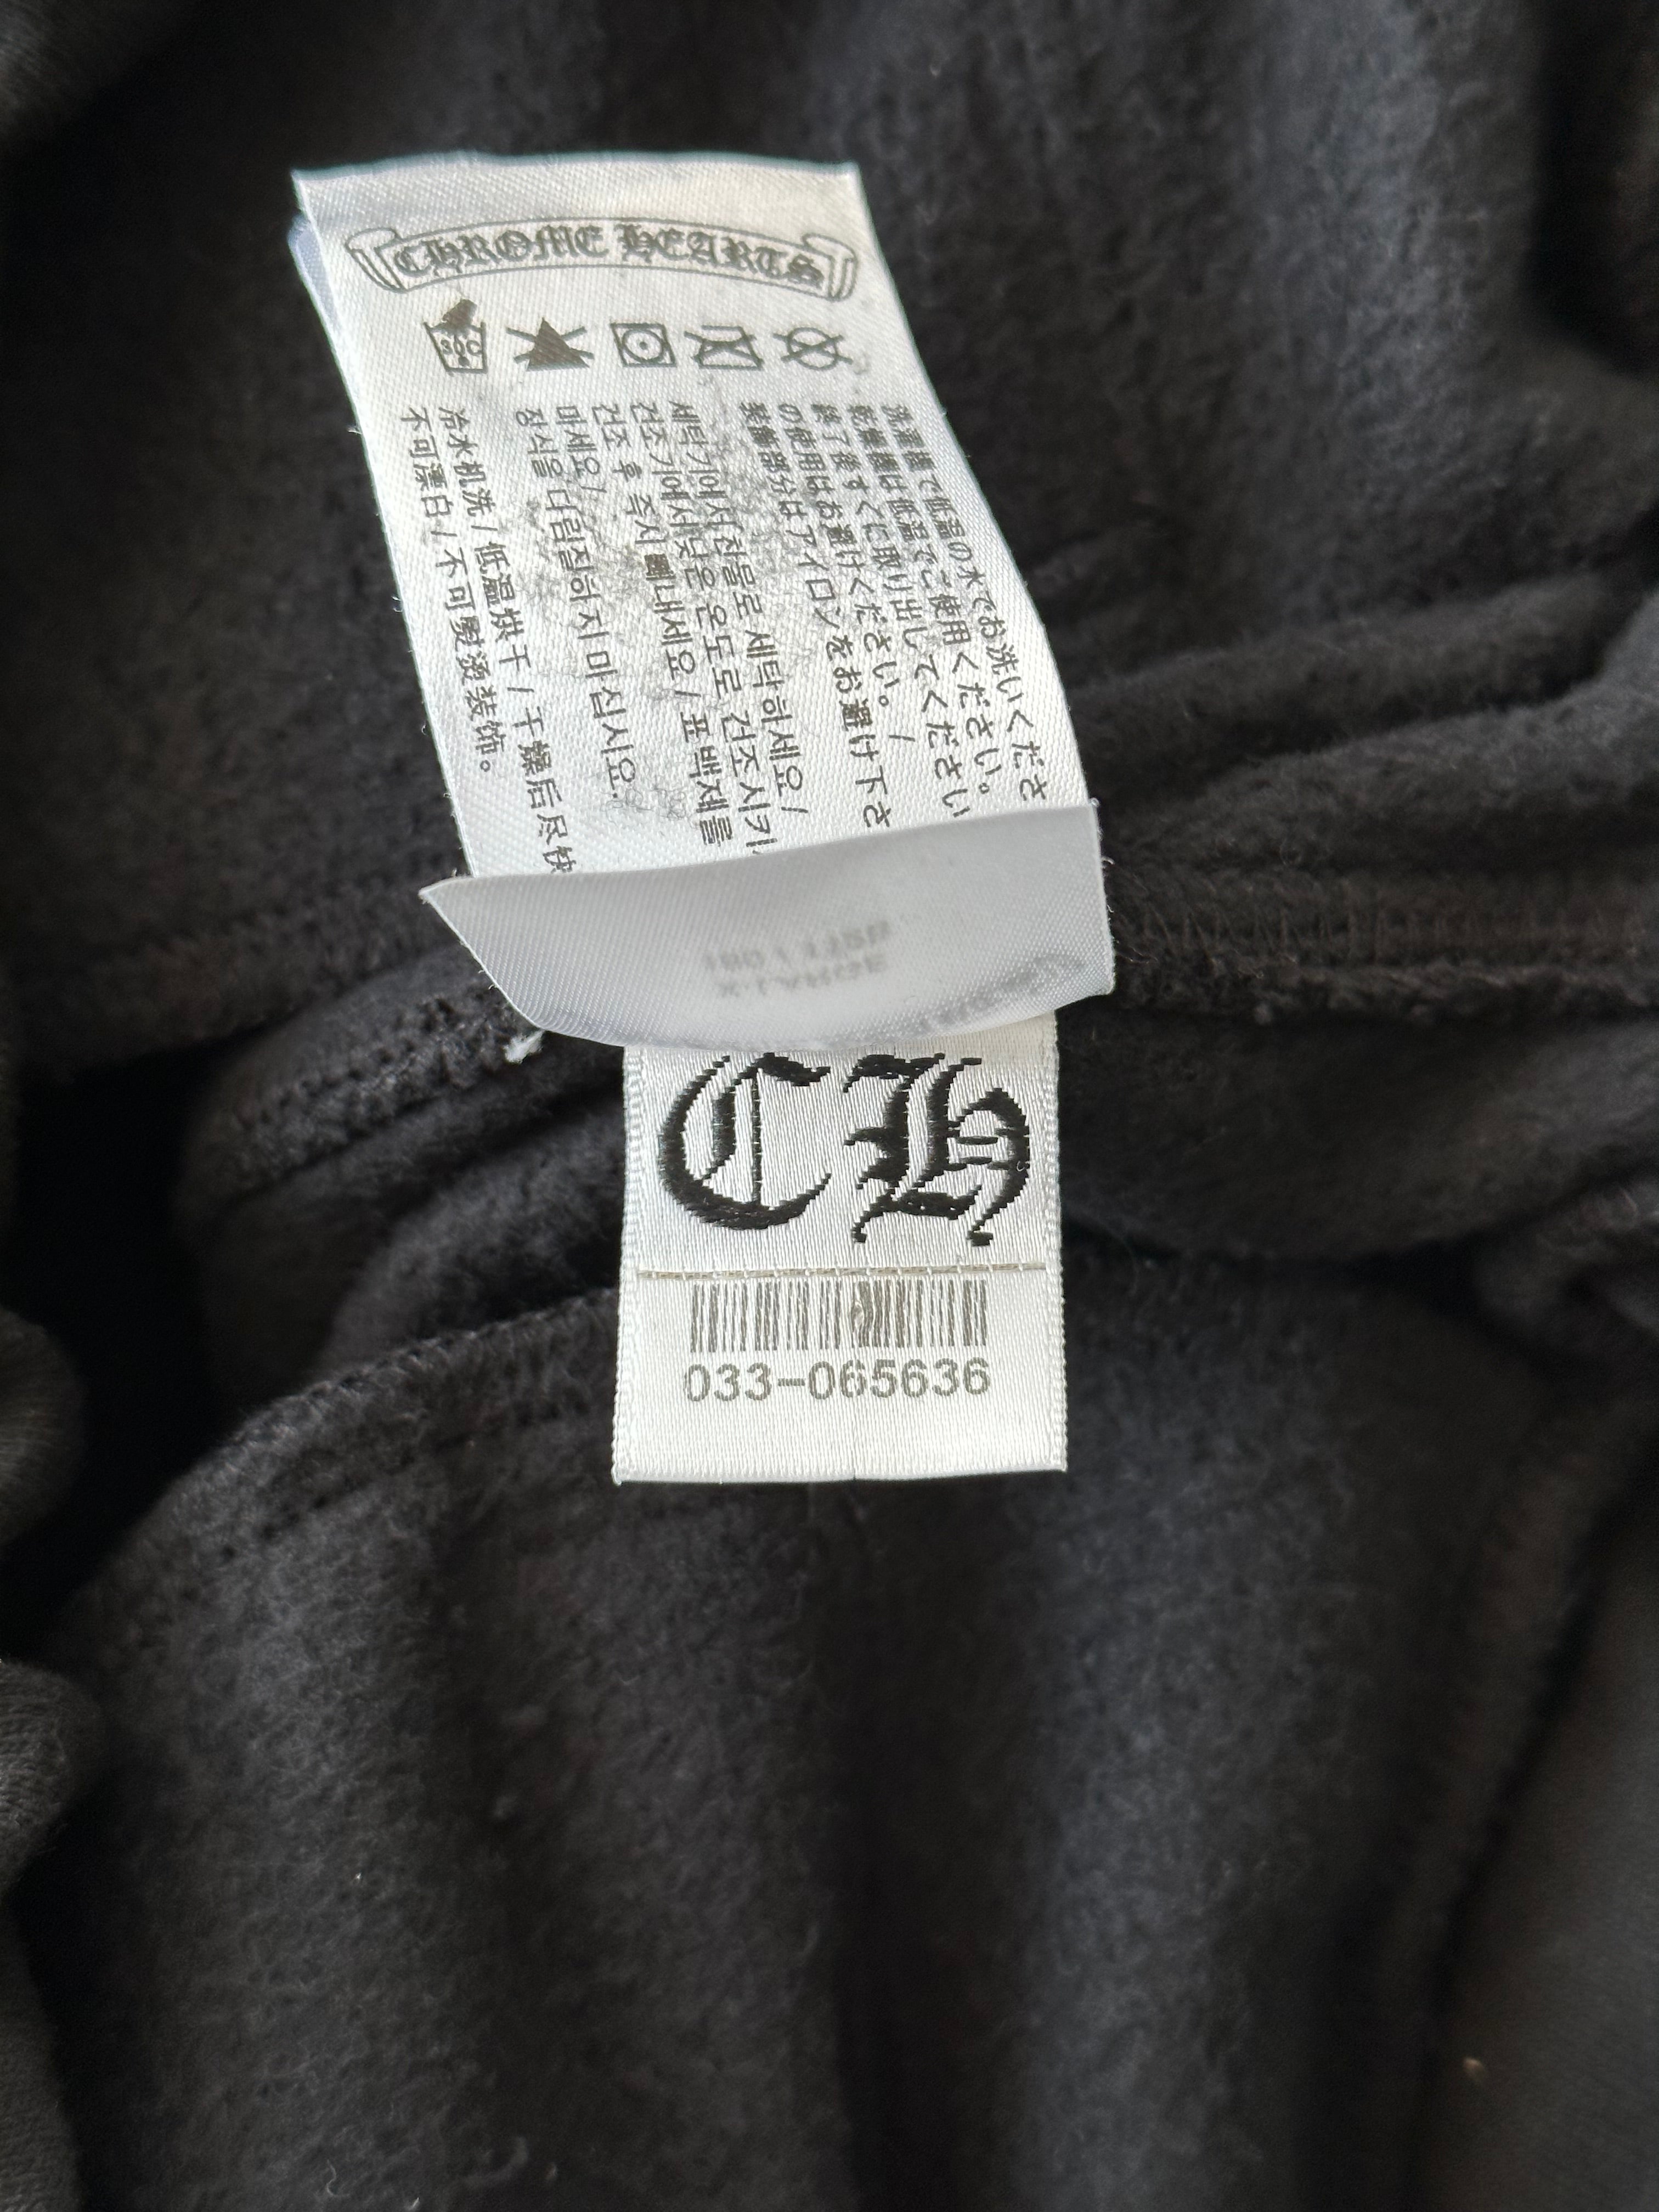 CHROME HEARTS
洗濯機で低温の水でお洗いくださ
乾燥機は低温でご使用ください。
終了後すぐに取り出してください
の使用はお避けください。 /
装飾部分はアイロンをお避け下さ
세탁기에서 찬물로 세탁하세요 /
건조기에서 낮은 온도로 건조시키
건조 후 즉시 빼내세요 / 표백제를
마세요 /
장식을 다림질하지 마십시오.
冷水机洗 / 低温烘干 / 干燥后尽快
不可漂白 / 不可熨烫装饰。
X-LARGE
CH
033-065636